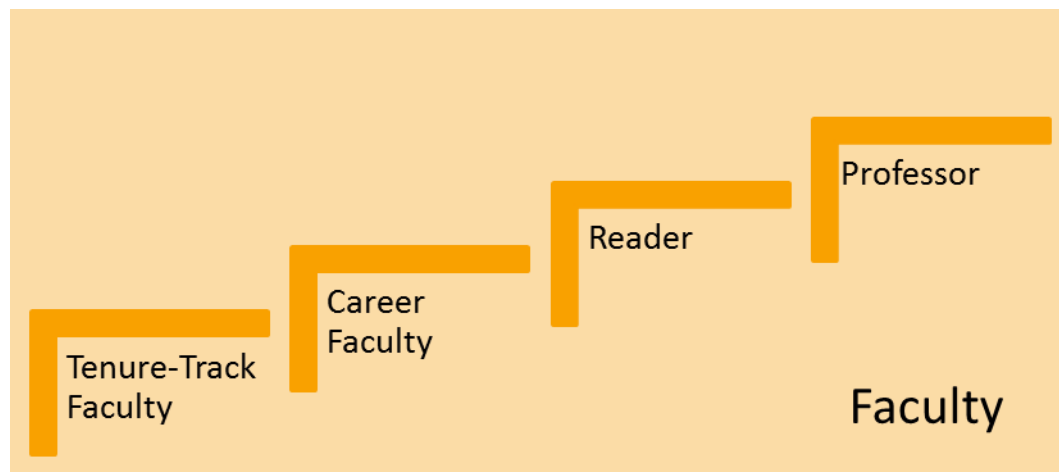 Tenure-Track
Faculty
Career
Faculty
Reader
Professor
Faculty